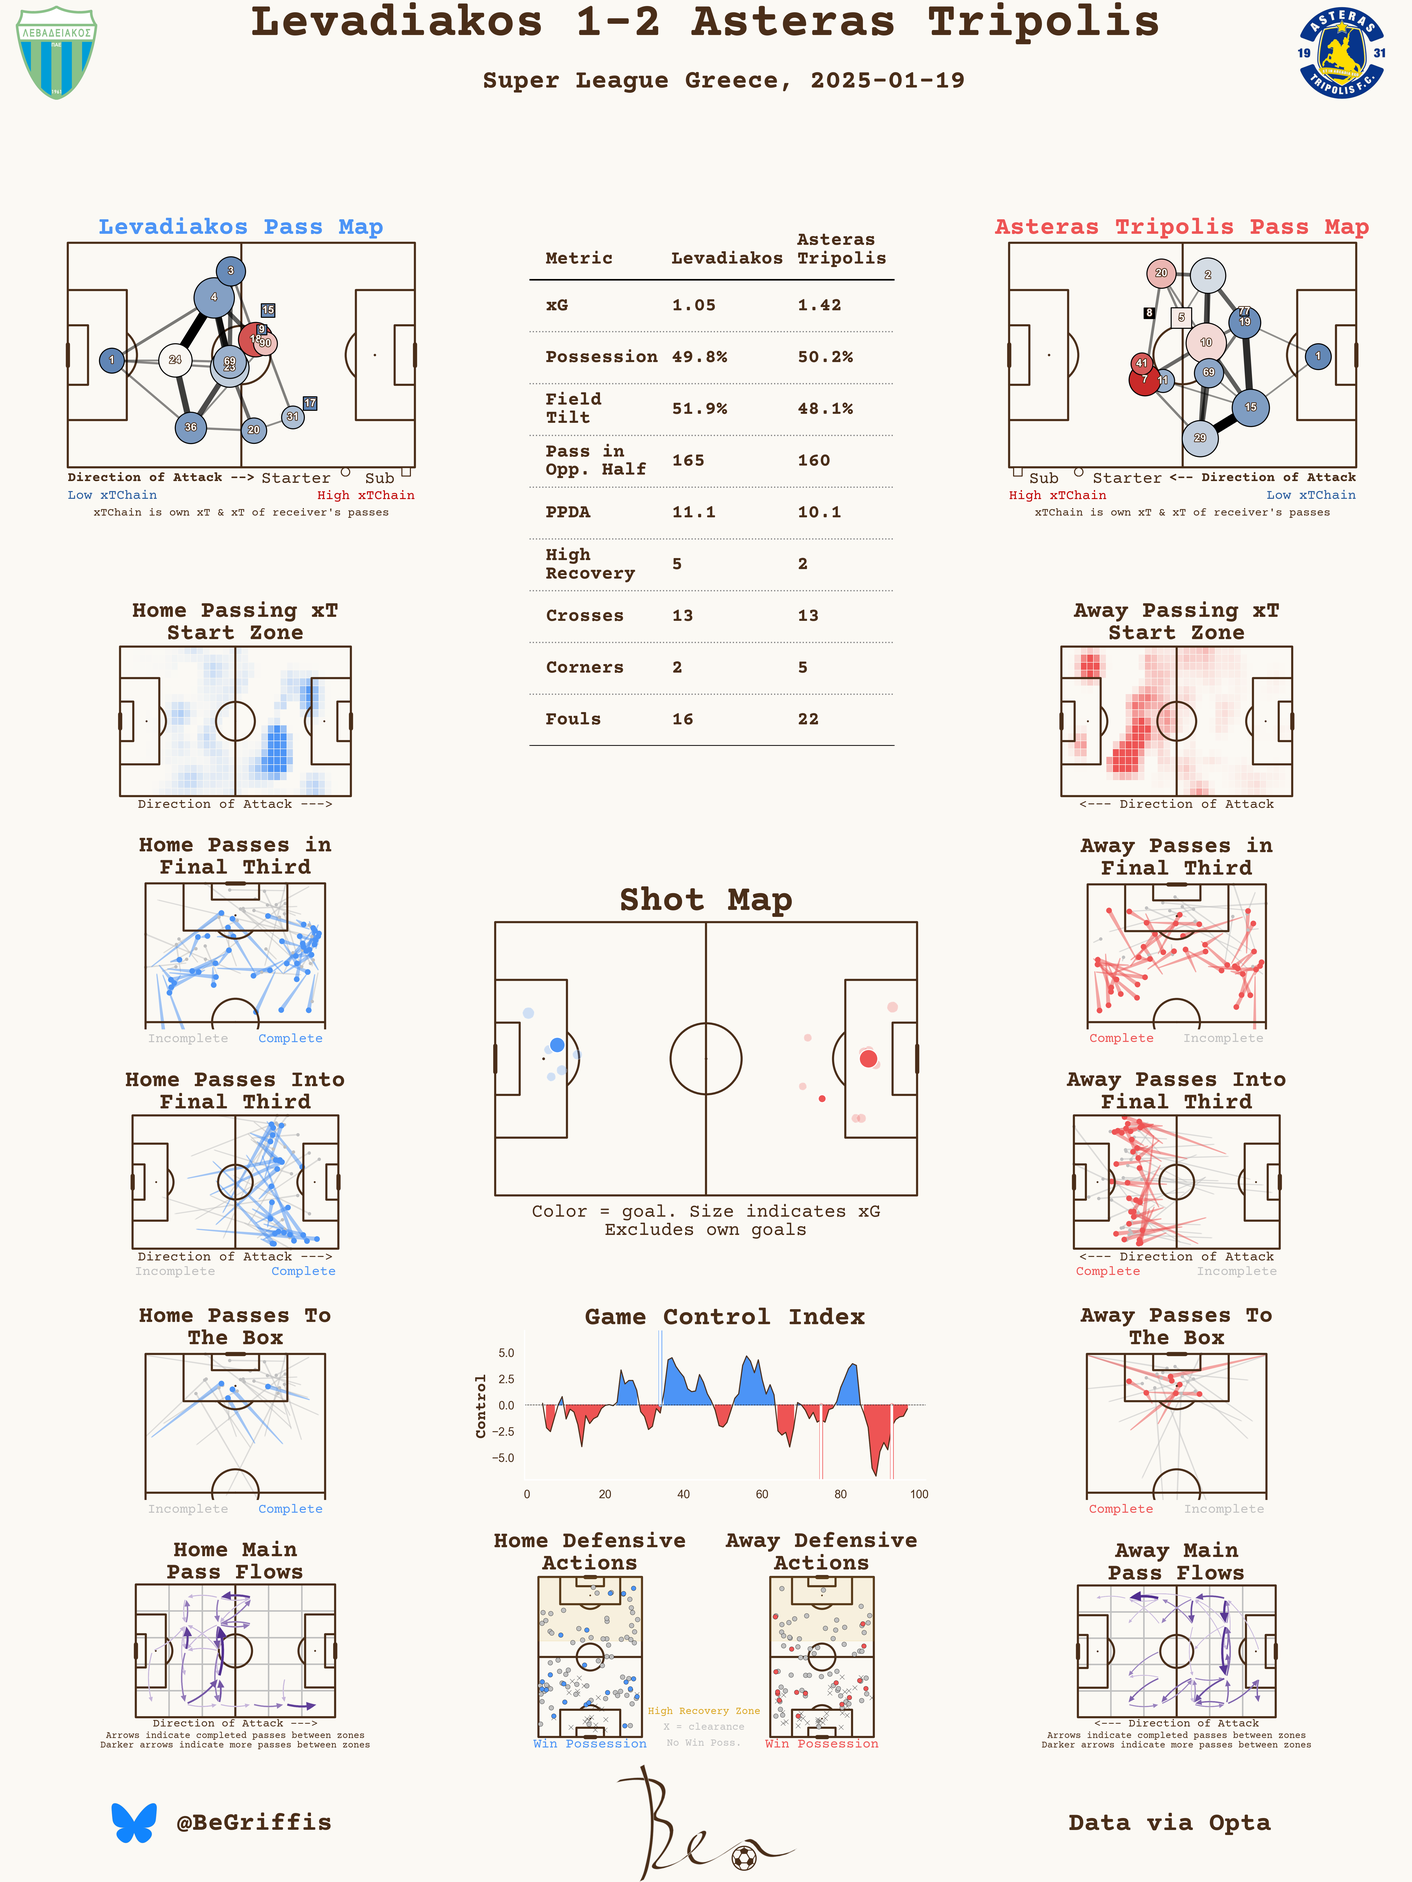 Levadiakos 1-2 Asteras Tripolis
Super League Greece, 2025-01-19
ΛΕΒΑΔΕΙΑΚΟΣ
ΠΑΕ
1961
ASTERAS
19 31
TRIPOLIS F.C.
Levadiakos Pass Map
3
4
15
9
90
1
24
69
23
17
31
36
20
Direction of Attack --> Starter Sub
Low xTChain High xTChain
xTChain is own xT & xT of receiver's passes
Metric Levadiakos Asteras Tripolis
xG 1.05 1.42
Possession 49.8% 50.2%
Field Tilt 51.9% 48.1%
Pass in Opp. Half 165 160
PPDA 11.1 10.1
High Recovery 5 2
Crosses 13 13
Corners 2 5
Fouls 16 22
Asteras Tripolis Pass Map
20
2
8
5
77
19
10
1
41
7
11
69
15
29
Sub Starter <-- Direction of Attack
High xTChain Low xTChain
xTChain is own xT & xT of receiver's passes
Home Passing xT
Start Zone
Direction of Attack --->
Away Passing xT
Start Zone
<--- Direction of Attack
Home Passes in
Final Third
Incomplete Complete
Away Passes in
Final Third
Complete Incomplete
Shot Map
Color = goal. Size indicates xG
Excludes own goals
Home Passes Into
Final Third
Direction of Attack --->
Incomplete Complete
Away Passes Into
Final Third
<--- Direction of Attack
Complete Incomplete
Home Passes To
The Box
Incomplete Complete
Game Control Index
Control
5.0
2.5
0.0
−2.5
−5.0
0 20 40 60 80 100
Away Passes To
The Box
Complete Incomplete
Home Main
Pass Flows
Direction of Attack --->
Arrows indicate completed passes between zones
Darker arrows indicate more passes between zones
Home Defensive
Actions
Win Possession
Away Defensive
Actions
Win Possession
High Recovery Zone
X = clearance
No Win Poss.
Away Main
Pass Flows
<--- Direction of Attack
Arrows indicate completed passes between zones
Darker arrows indicate more passes between zones
@BeGriffis
Ben
Data via Opta